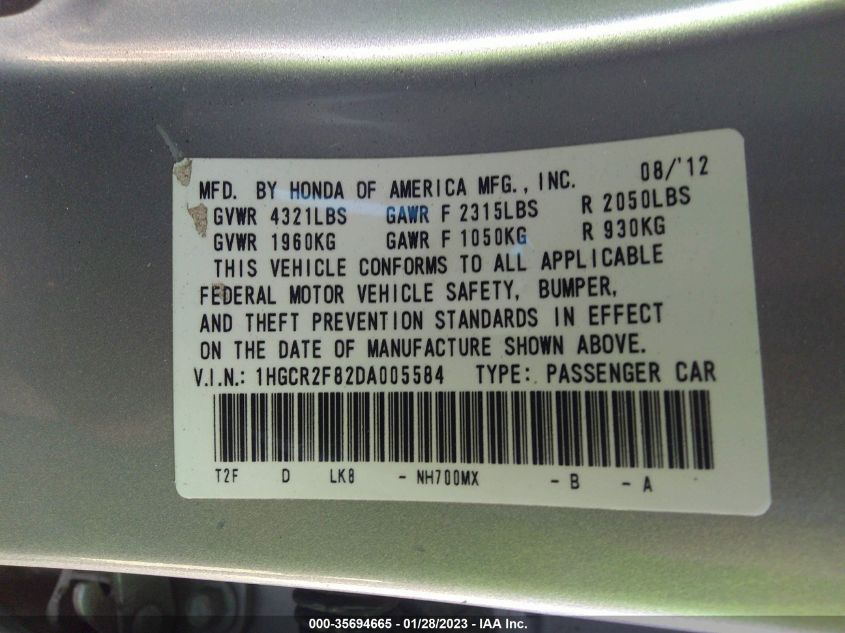 MFD. BY HONDA OF AMERICA MFG., INC. 08/'12
GVWR 4321LBS GAWR F 2315LBS R 2050LBS
GVWR 1960KG GAWR F 1050KG R 930KG
THIS VEHICLE CONFORMS TO ALL APPLICABLE
FEDERAL MOTOR VEHICLE SAFETY, BUMPER,
AND THEFT PREVENTION STANDARDS IN EFFECT
ON THE DATE OF MANUFACTURE SHOWN ABOVE.
V.I.N.: 1HGCR2F82DA005584 TYPE: PASSENGER CAR
T2F D LK8 - NH700MX - B - A
000-35694665 - 01/28/2023 - IAA Inc.